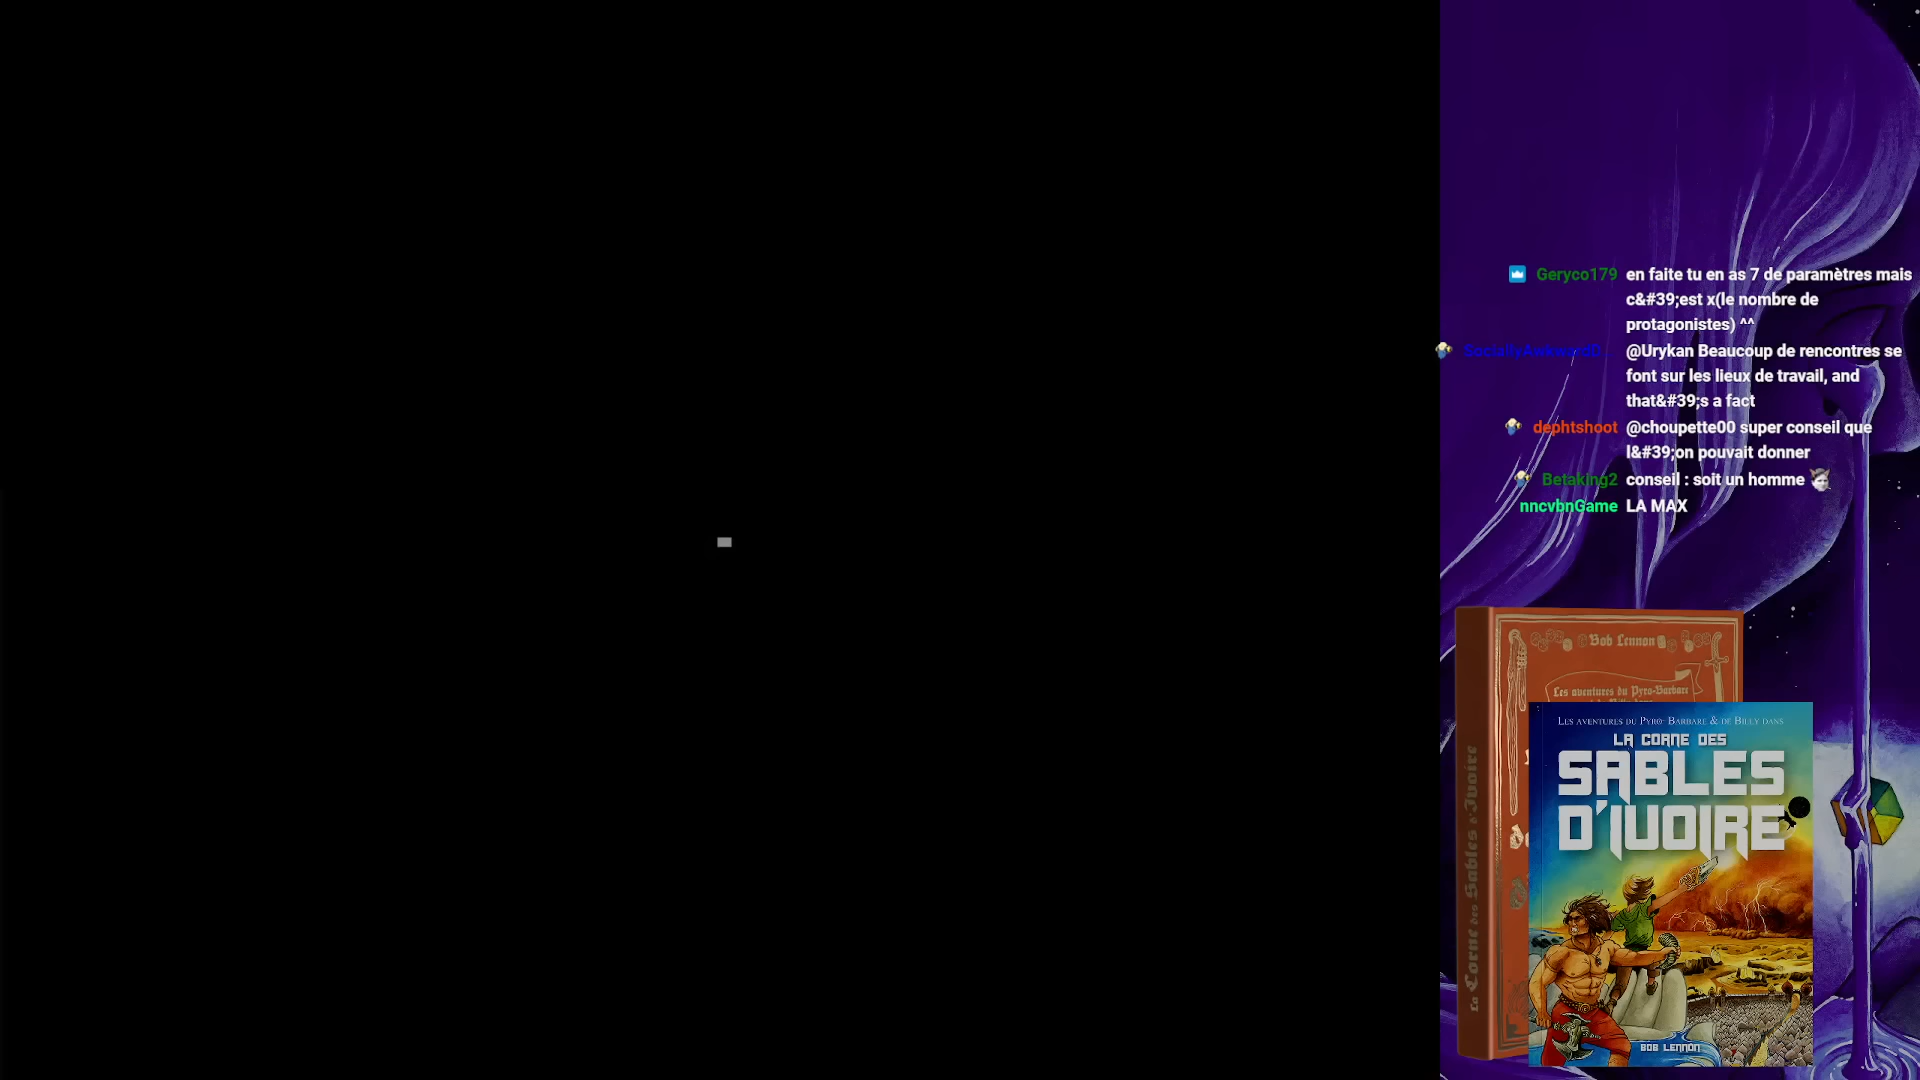 Geryco179 en faite tu en as 7 de paramètres mais
c&#39;est x(le nombre de
protagonistes) ^^
SociallyAwkwardC... @Urykan Beaucoup de rencontres se
font sur les lieux de travail, and
that&#39;s a fact
dephtshoot @choupette00 super conseil que
l&#39;on pouvait donner
Betaking2 conseil : soit un homme
nncvbnGame LA MAX
Bob Lennon
Les aventures du Pyro-Barbare
La Corne des Sables d'Ivoire
LES AVENTURES DU PYRO-BARBARE & DE BILLY DANS
LA CORNE DES
SABLES
D'IVOIRE
BOB LENNON